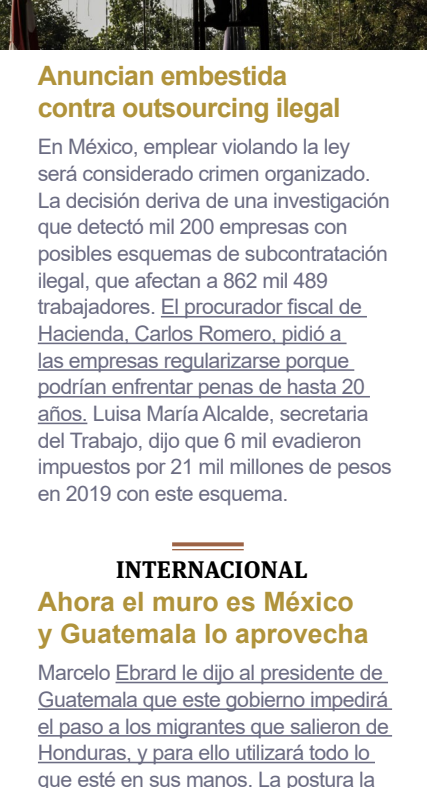 Anuncian embestida
contra outsourcing ilegal
En México, emplear violando la ley
será considerado crimen organizado.
La decisión deriva de una investigación
que detectó mil 200 empresas con
posibles esquemas de subcontratación
ilegal, que afectan a 862 mil 489
trabajadores. El procurador fiscal de
Hacienda, Carlos Romero, pidió a
las empresas regularizarse porque
podrían enfrentar penas de hasta 20
años. Luisa María Alcalde, secretaria
del Trabajo, dijo que 6 mil evadieron
impuestos por 21 mil millones de pesos
en 2019 con este esquema.
INTERNACIONAL
Ahora el muro es México
y Guatemala lo aprovecha
Marcelo Ebrard le dijo al presidente de
Guatemala que este gobierno impedirá
el paso a los migrantes que salieron de
Honduras, y para ello utilizará todo lo
que esté en sus manos. La postura la